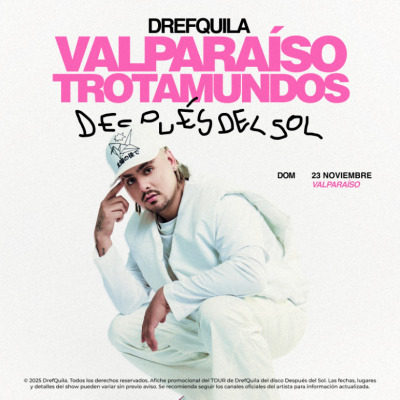 DREFQUILA
VALPARAÍSO
TROTAMUNDOS
DECPUÉS DEL SOL
DOM 23 NOVIEMBRE
VALPARAÍSO
© 2025 DrefQuila. Todos los derechos reservados. Afiche promocional del TOUR de DrefQuila del disco Después del Sol. Las fechas, lugares
y detalles del show pueden variar sin previo aviso. Se recomienda seguir los canales oficiales del artista para información actualizada.